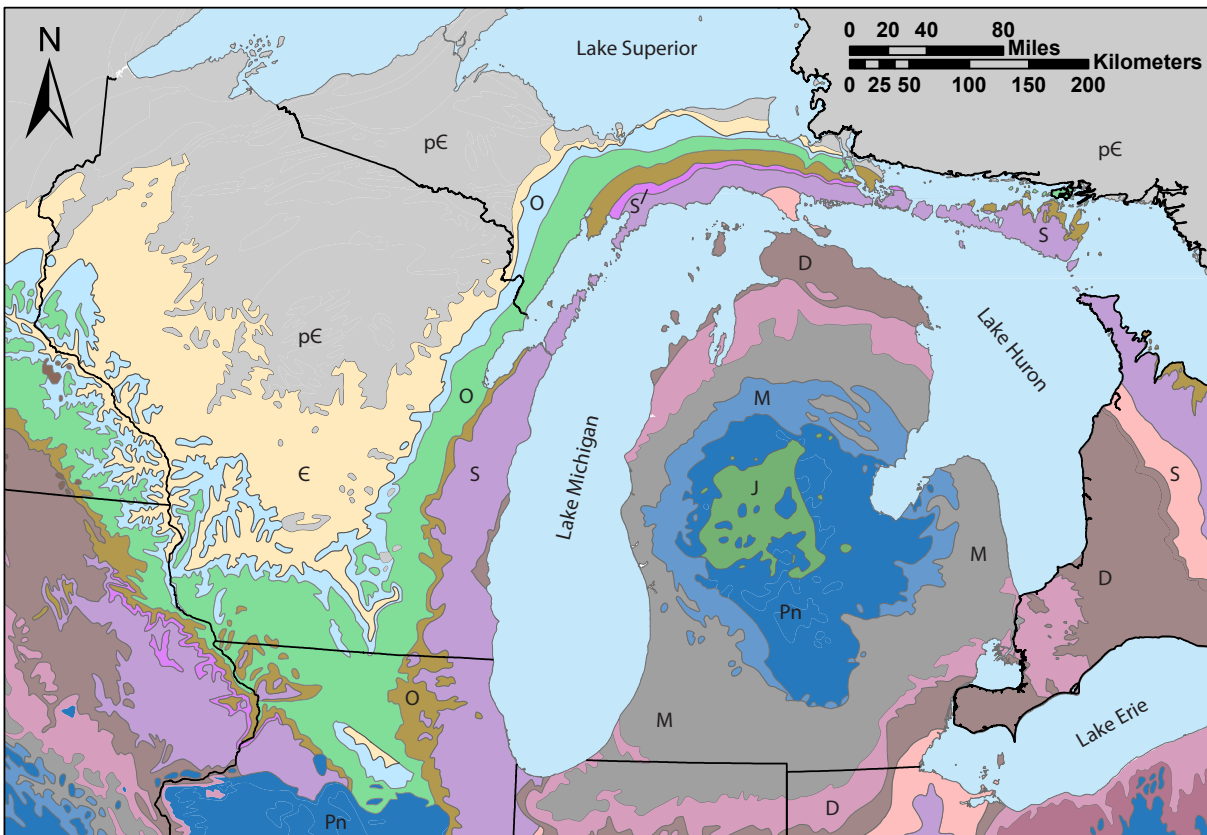 N
Lake Superior
0 20 40 80
Miles
Kilometers
0 25 50 100 150 200
pЄ
pЄ
O
S
S
D
pЄ
Lake Huron
O
M
Є
S
Lake Michigan
J
S
M
D
Pn
O
M
Lake Erie
D
Pn